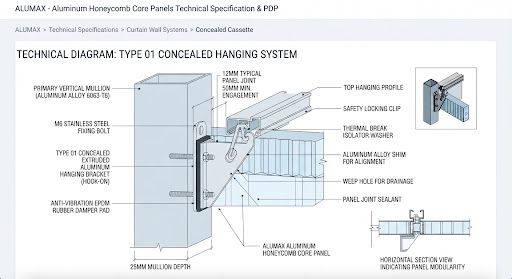 ALUMAX - Aluminum Honeycomb Core Panels Technical Specification & PDP
ALUMAX > Technical Specifications > Curtain Wall Systems > Concealed Cassette
TECHNICAL DIAGRAM: TYPE 01 CONCEALED HANGING SYSTEM
PRIMARY VERTICAL MULLION
(ALUMINUM ALLOY 6063-T6)
M6 STAINLESS STEEL
FIXING BOLT
TYPE 01 CONCEALED
EXTRUDED
ALUMINUM
HANGING BRACKET
(HOOK-ON)
ANTI-VIBRATION EPDM
RUBBER DAMPER PAD
25MM MULLION DEPTH
12MM TYPICAL
PANEL JOINT
50MM MIN.
ENGAGEMENT
TOP HANGING PROFILE
SAFETY LOCKING CLIP
THERMAL BREAK
ISOLATOR WASHER
ALUMINUM ALLOY SHIM
FOR ALIGNMENT
WEEP HOLE FOR DRAINAGE
PANEL JOINT SEALANT
ALUMAX ALUMINUM
HONEYCOMB CORE PANEL
HORIZONTAL SECTION VIEW
INDICATING PANEL MODULARITY